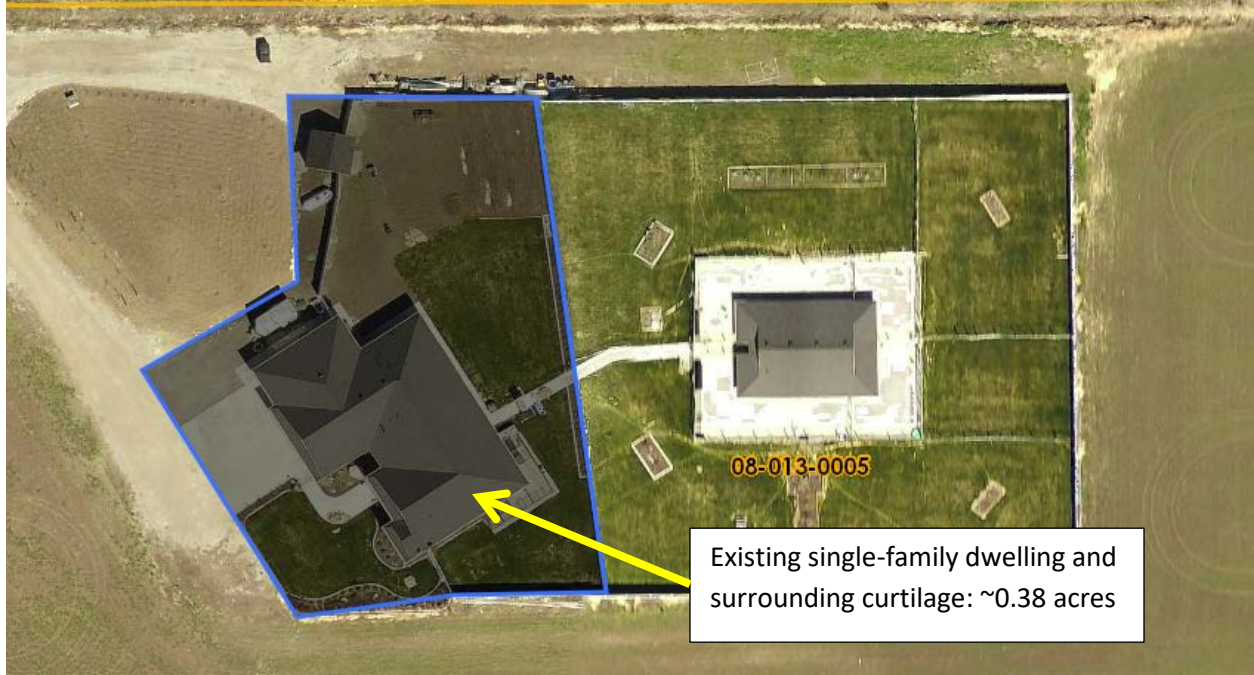 08-013-0005
Existing single-family dwelling and
surrounding curtilage: ~0.38 acres